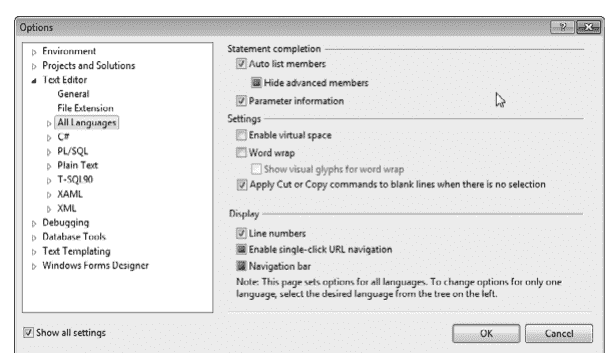 Options
Environment
Projects and Solutions
Text Editor
General
File Extension
All Languages
C#
PL/SQL
Plain Text
T-SQL90
XAML
XML
Debugging
Database Tools
Text Templating
Windows Forms Designer
Show all settings
Statement completion
Auto list members
Hide advanced members
Parameter information
Settings
Enable virtual space
Word wrap
Show visual glyphs for word wrap
Apply Cut or Copy commands to blank lines when there is no selection
Display
Line numbers
Enable single-click URL navigation
Navigation bar
Note: This page sets options for all languages. To change options for only one
language, select the desired language from the tree on the left.
OK
Cancel